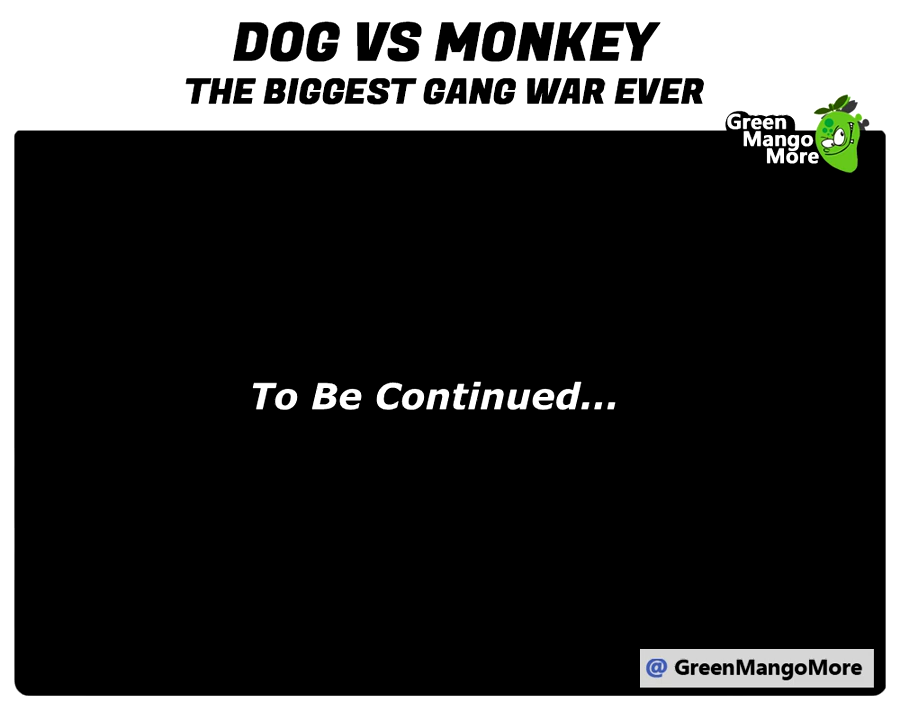 DOG VS MONKEY
THE BIGGEST GANG WAR EVER
Green
Mango
More
To Be Continued...
@ GreenMangoMore